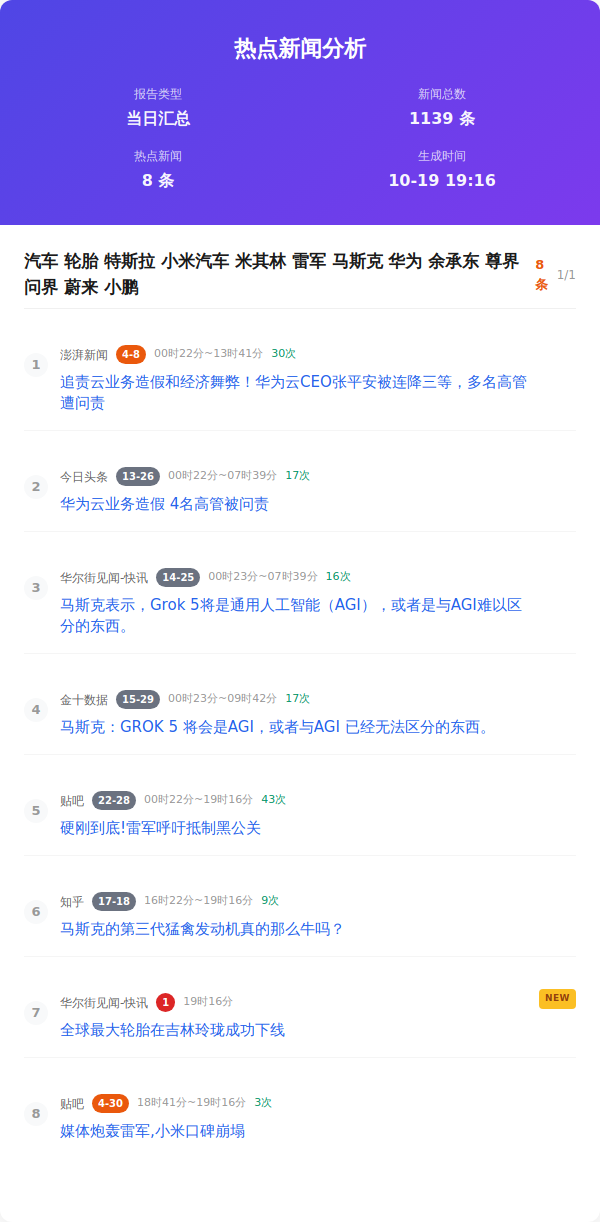 热点新闻分析
报告类型
当日汇总
新闻总数
1139 条
热点新闻
8 条
生成时间
10-19 19:16
汽车 轮胎 特斯拉 小米汽车 米其林 雷军 马斯克 华为 余承东 尊界
问界 蔚来 小鹏
8
条
1/1
1
澎湃新闻 4-8 00时22分~13时41分 30次
追责云业务造假和经济舞弊！华为云CEO张平安被连降三等，多名高管
遭问责
2
今日头条 13-26 00时22分~07时39分 17次
华为云业务造假 4名高管被问责
3
华尔街见闻-快讯 14-25 00时23分~07时39分 16次
马斯克表示，Grok 5将是通用人工智能（AGI），或者是与AGI难以区
分的东西。
4
金十数据 15-29 00时23分~09时42分 17次
马斯克：GROK 5 将会是AGI，或者与AGI 已经无法区分的东西。
5
贴吧 22-28 00时22分~19时16分 43次
硬刚到底!雷军呼吁抵制黑公关
6
知乎 17-18 16时22分~19时16分 9次
马斯克的第三代猛禽发动机真的那么牛吗？
7
华尔街见闻-快讯 1 19时16分
NEW
全球最大轮胎在吉林玲珑成功下线
8
贴吧 4-30 18时41分~19时16分 3次
媒体炮轰雷军,小米口碑崩塌